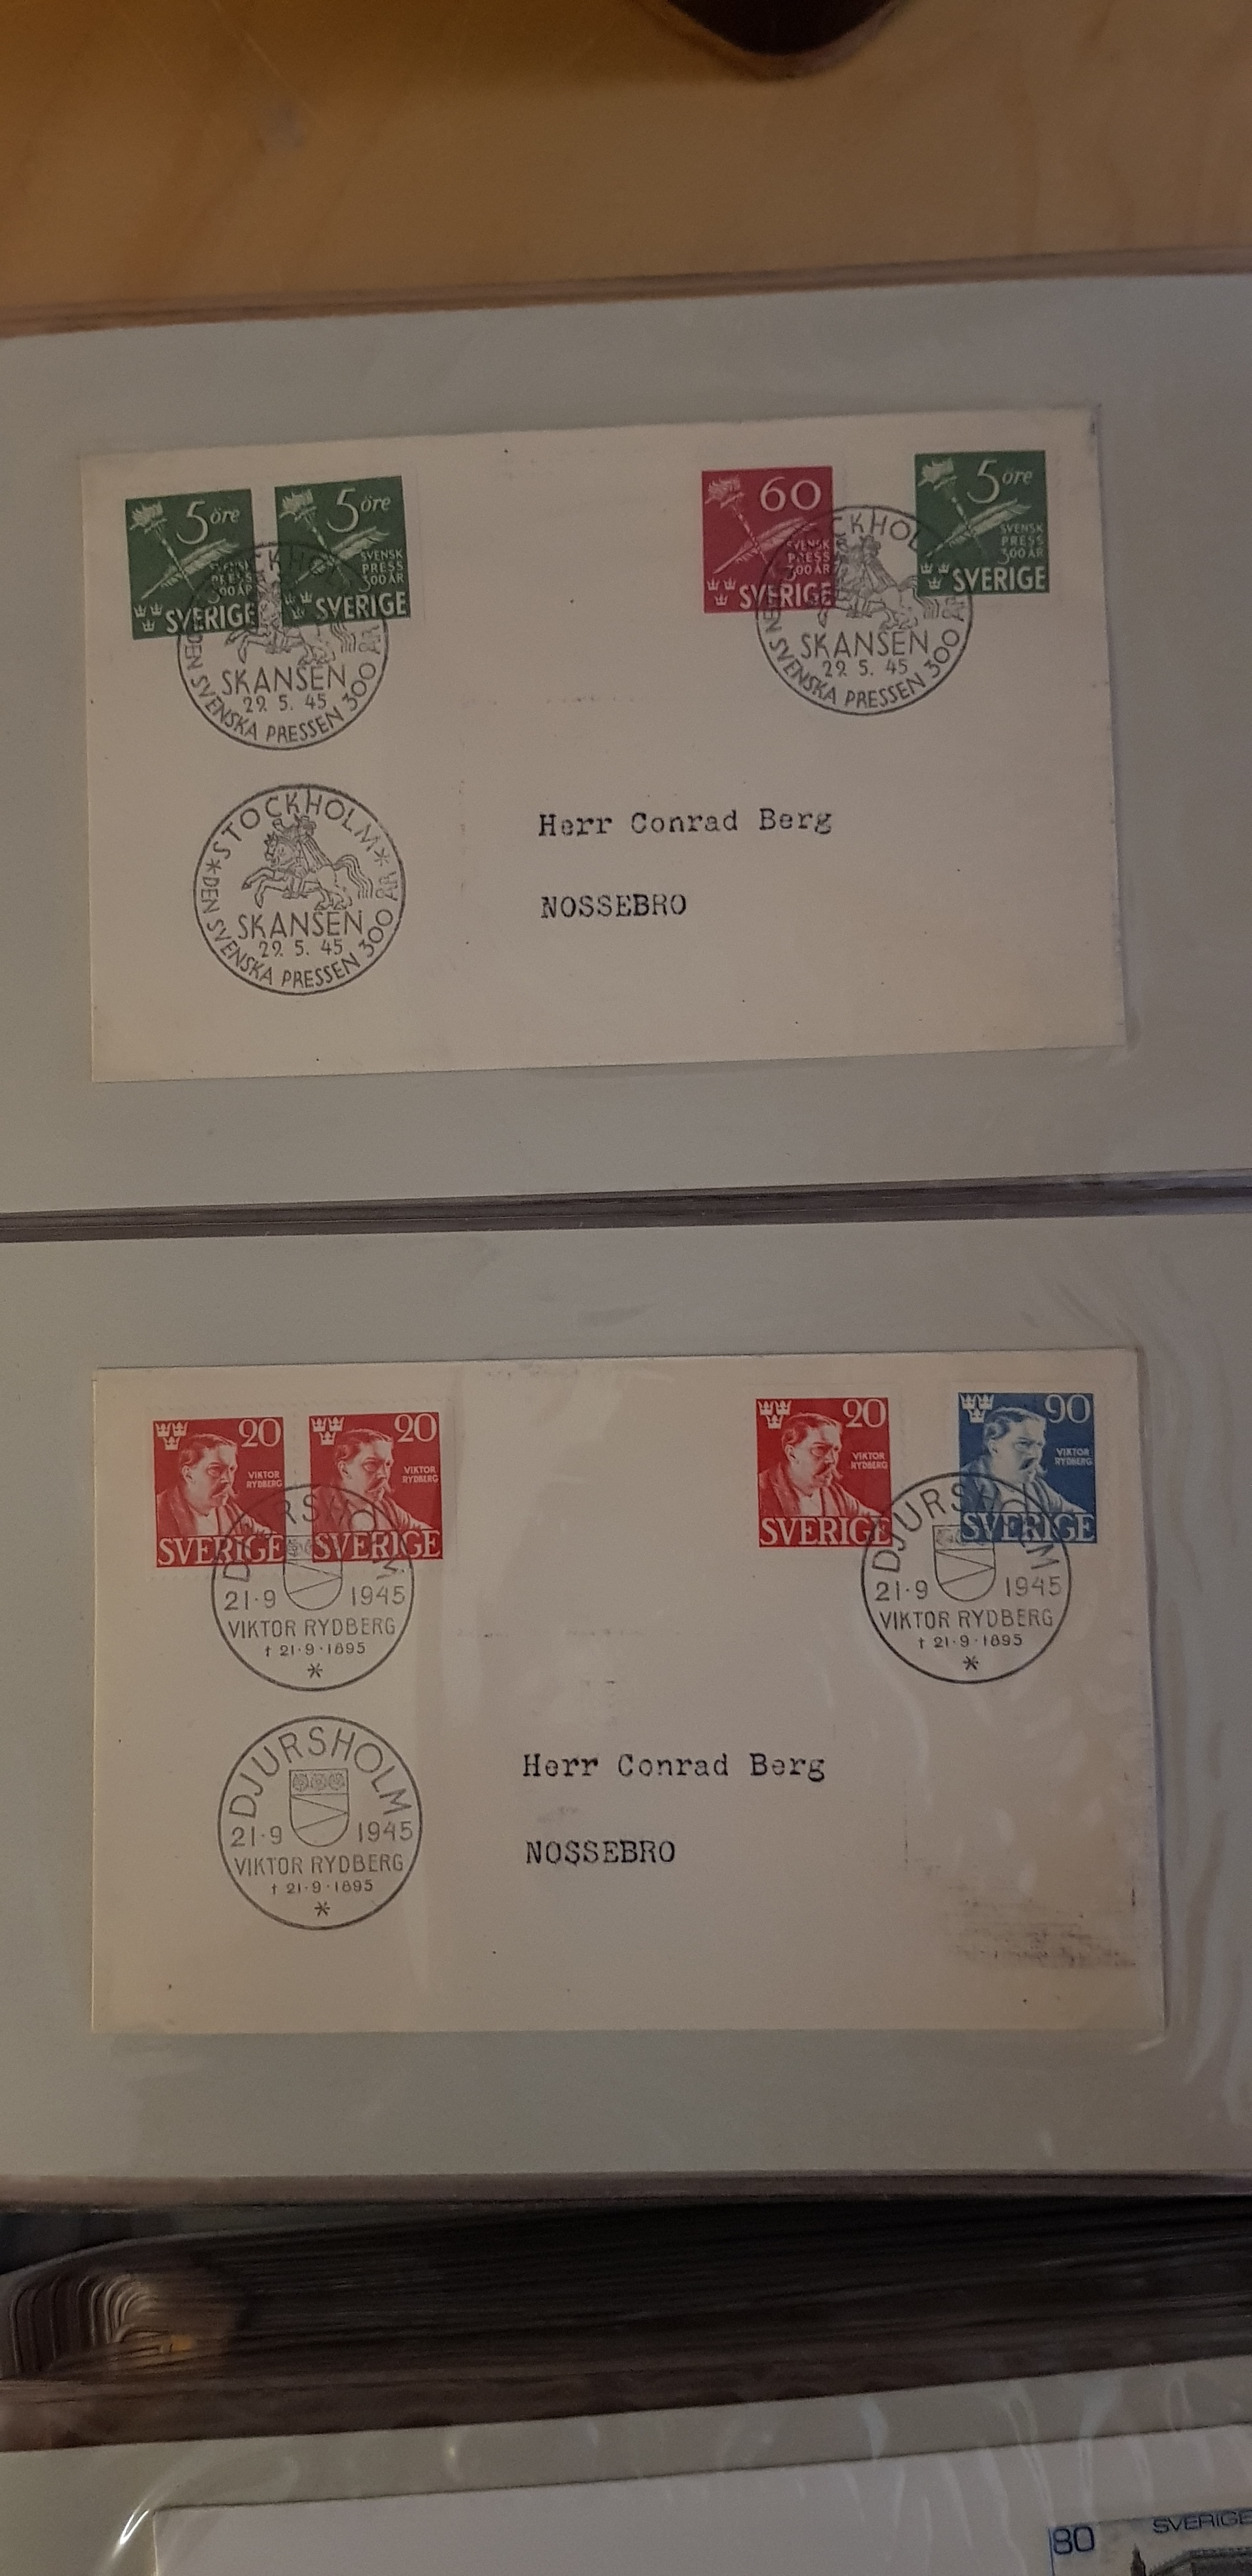 5 öre
SVENSK
PRESS
300 ÅR
SVERIGE
5 öre
SVENSK
PRESS
300 ÅR
SVERIGE
60
SVENSK
PRESS
300 ÅR
SVERIGE
5 öre
SVENSK
PRESS
300 ÅR
SVERIGE
SKANSEN
29. 5. 45
DEN SVENSKA PRESSEN 300 ÅR
SKANSEN
29. 5. 45
SVENSKA PRESSEN 300 ÅR
*STOCKHOLM*
SKANSEN
29. 5. 45
DEN SVENSKA PRESSEN 300 ÅR
Herr Conrad Berg
NOSSEBRO
20
VIKTOR
RYDBERG
SVERIGE
20
VIKTOR
RYDBERG
SVERIGE
20
VIKTOR
RYDBERG
SVERIGE
90
VIKTOR
RYDBERG
SVERIGE
DJURSHOLM
21·9 1945
VIKTOR RYDBERG
† 21·9·1895
*
DJURSHOLM
21·9 1945
VIKTOR RYDBERG
† 21·9·1895
*
DJURSHOLM
21·9 1945
VIKTOR RYDBERG
† 21·9·1895
*
Herr Conrad Berg
NOSSEBRO
80
SVERIGE